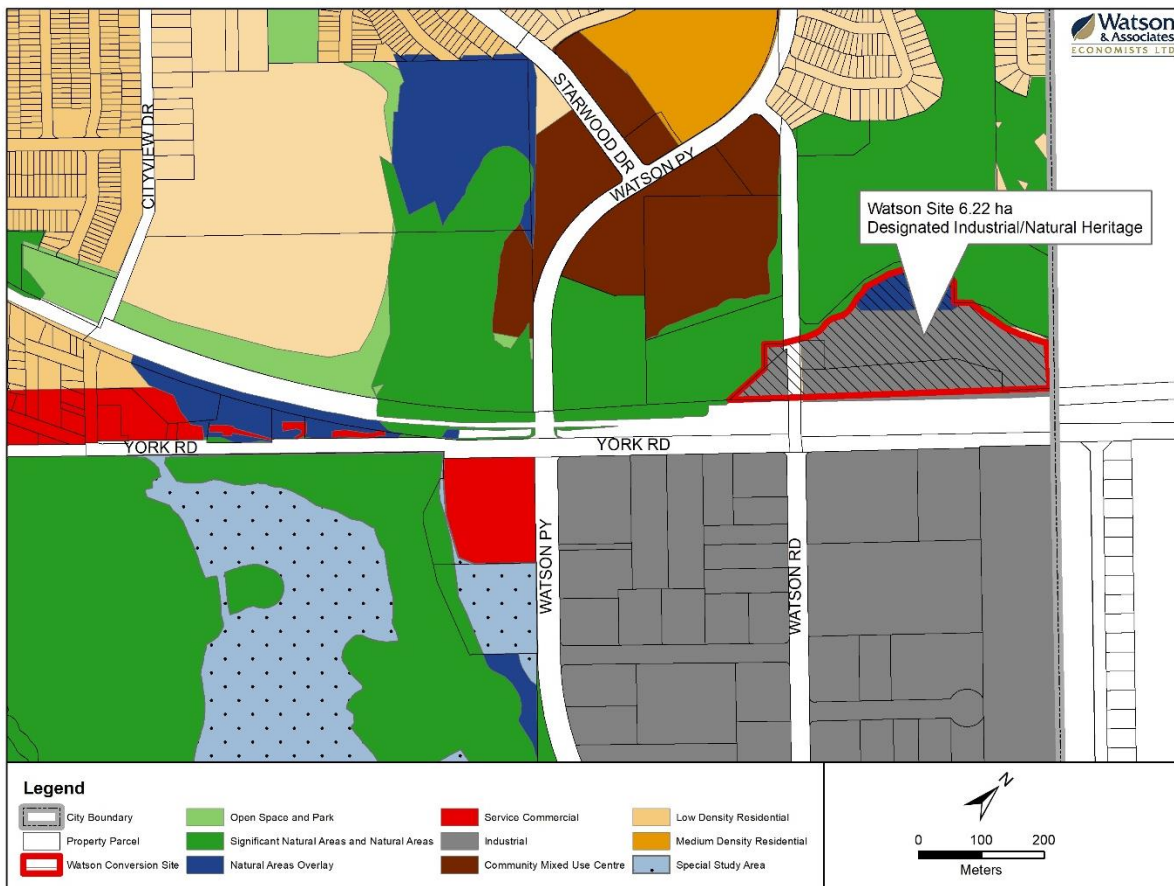 Watson
& Associates
ECONOMISTS LTD
CITYVIEW DR
STARWOOD DR
WATSON PY
Watson Site 6.22 ha
Designated Industrial/Natural Heritage
YORK RD
YORK RD
WATSON PY
WATSON RD
Legend
City Boundary
Property Parcel
Watson Conversion Site
Open Space and Park
Significant Natural Areas and Natural Areas
Natural Areas Overlay
Service Commercial
Industrial
Community Mixed Use Centre
Low Density Residential
Medium Density Residential
Special Study Area
N
0 100 200
Meters